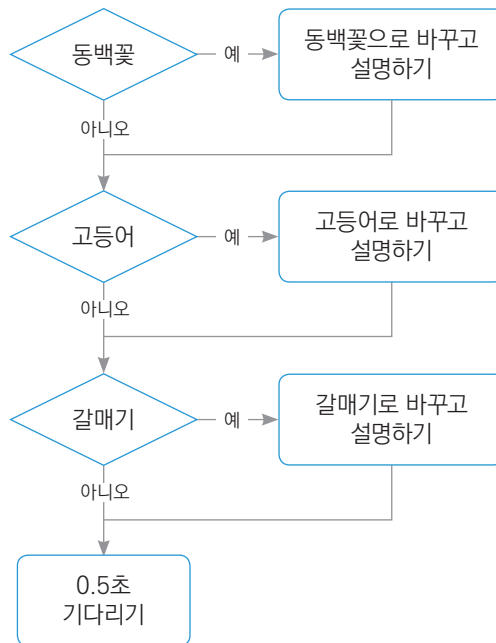 동백꽃
예
동백꽃으로 바꾸고
설명하기
아니오
고등어
예
고등어로 바꾸고
설명하기
아니오
갈매기
예
갈매기로 바꾸고
설명하기
아니오
0.5초
기다리기